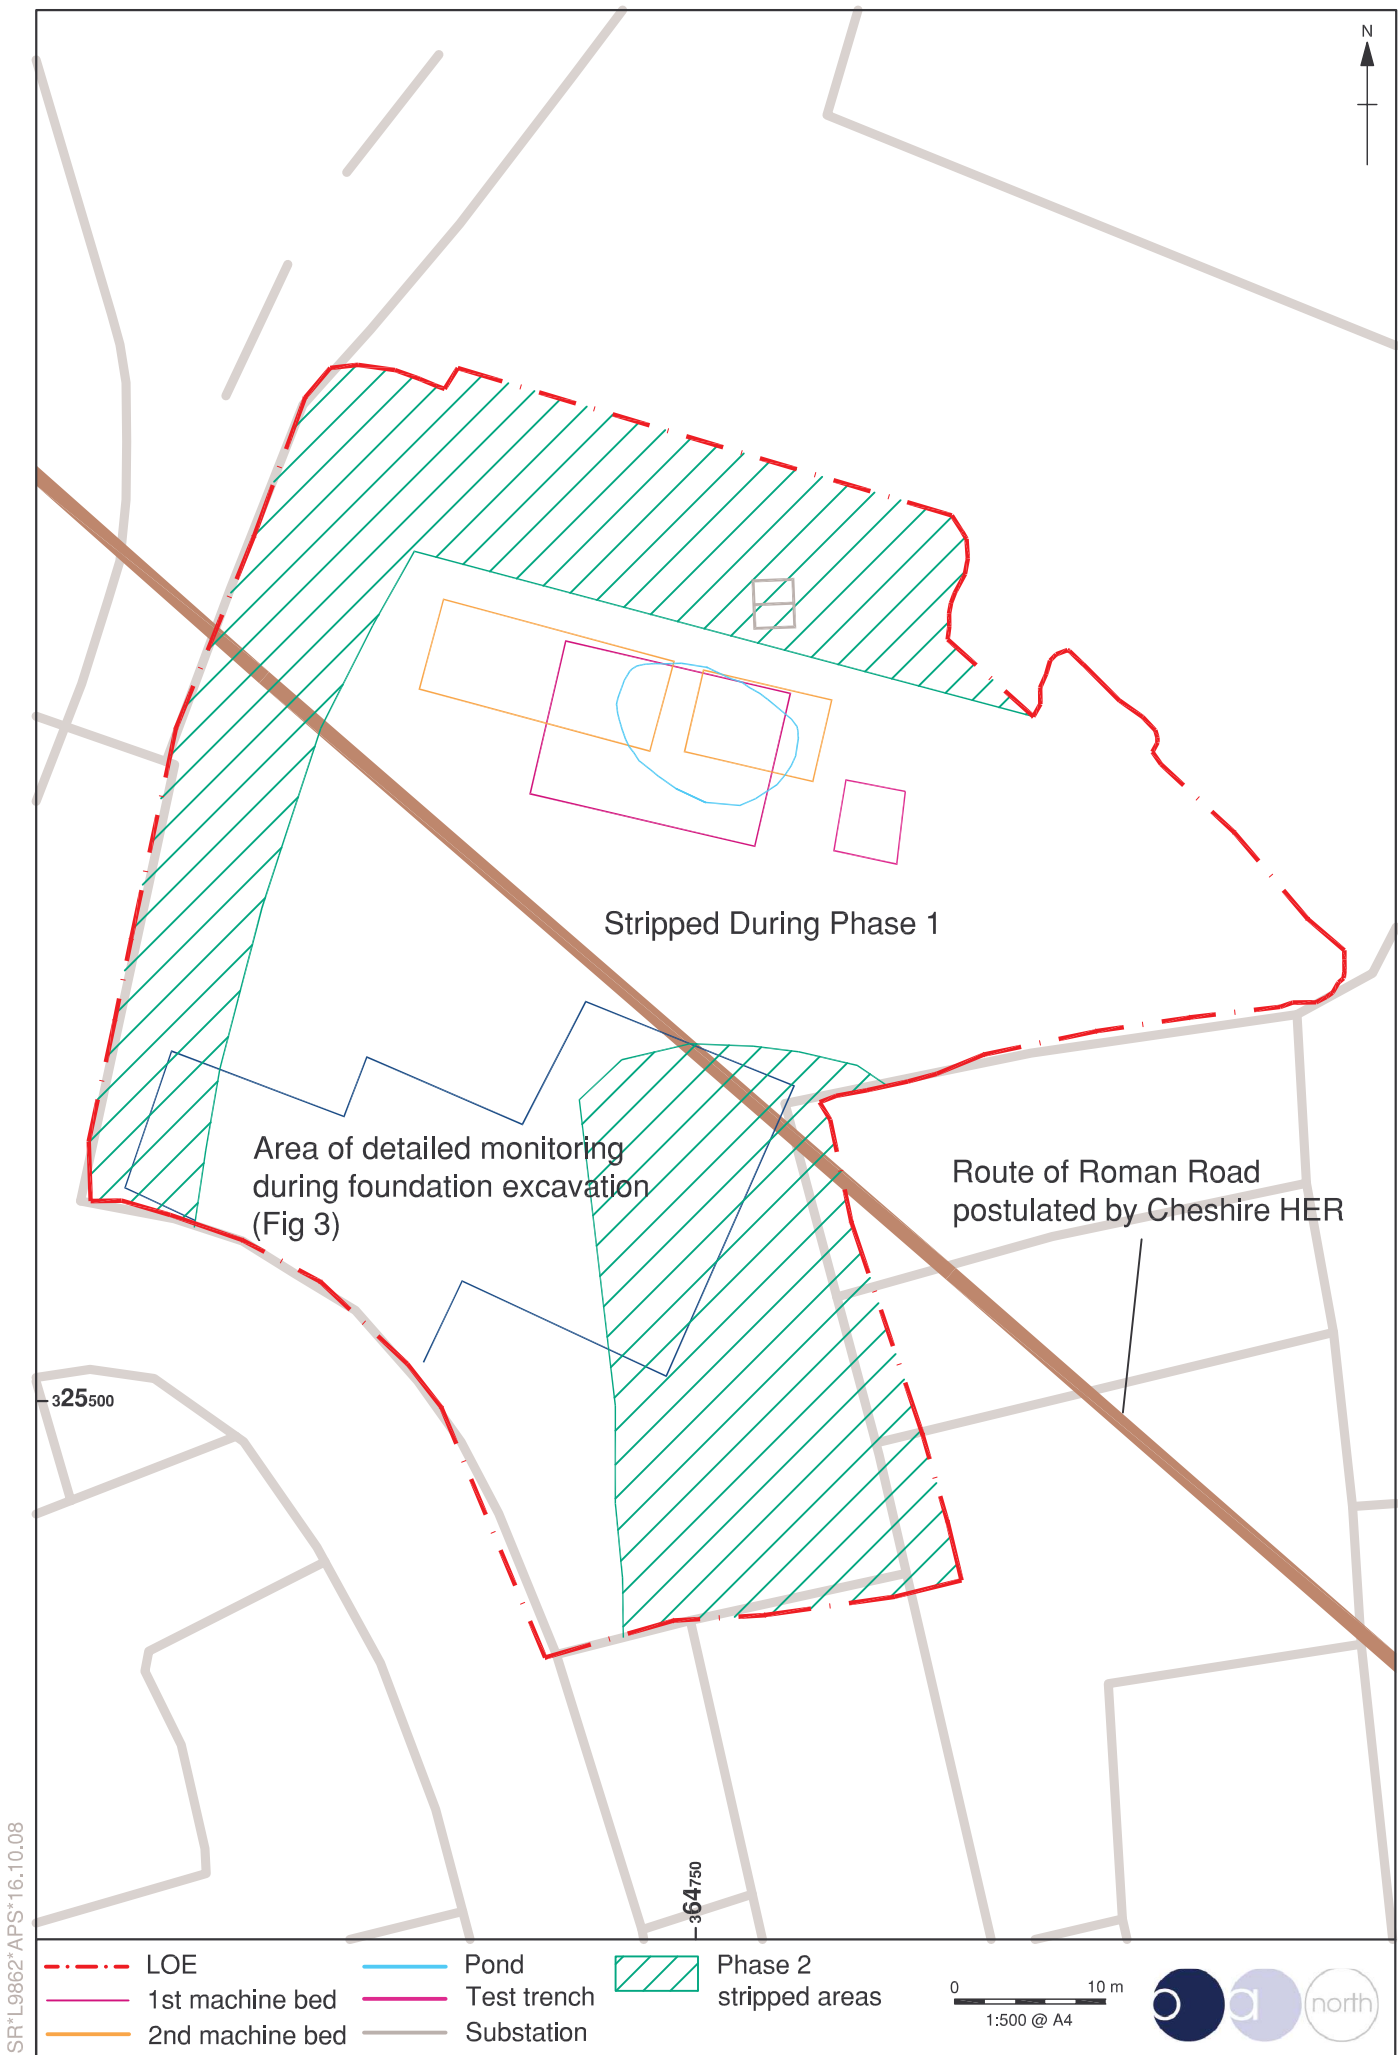 N
Stripped During Phase 1
Area of detailed monitoring
during foundation excavation
(Fig 3)
Route of Roman Road
postulated by Cheshire HER
325500
364750
SR*L9862*APS*16.10.08
LOE
1st machine bed
2nd machine bed
Pond
Test trench
Substation
Phase 2
stripped areas
0 10 m
1:500 @ A4
oa north